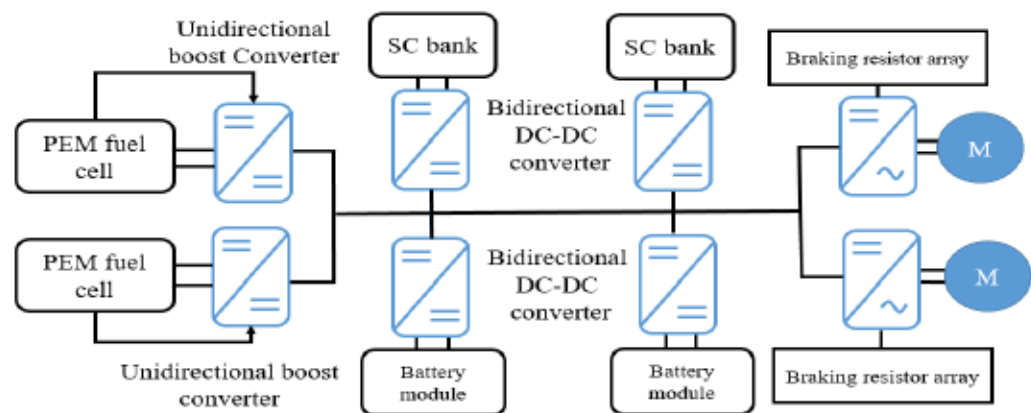 Unidirectional
boost Converter
SC bank
SC bank
Braking resistor array
PEM fuel
cell
Bidirectional
DC-DC
converter
M
PEM fuel
cell
Bidirectional
DC-DC
converter
M
Unidirectional boost
converter
Battery
module
Battery
module
Braking resistor array